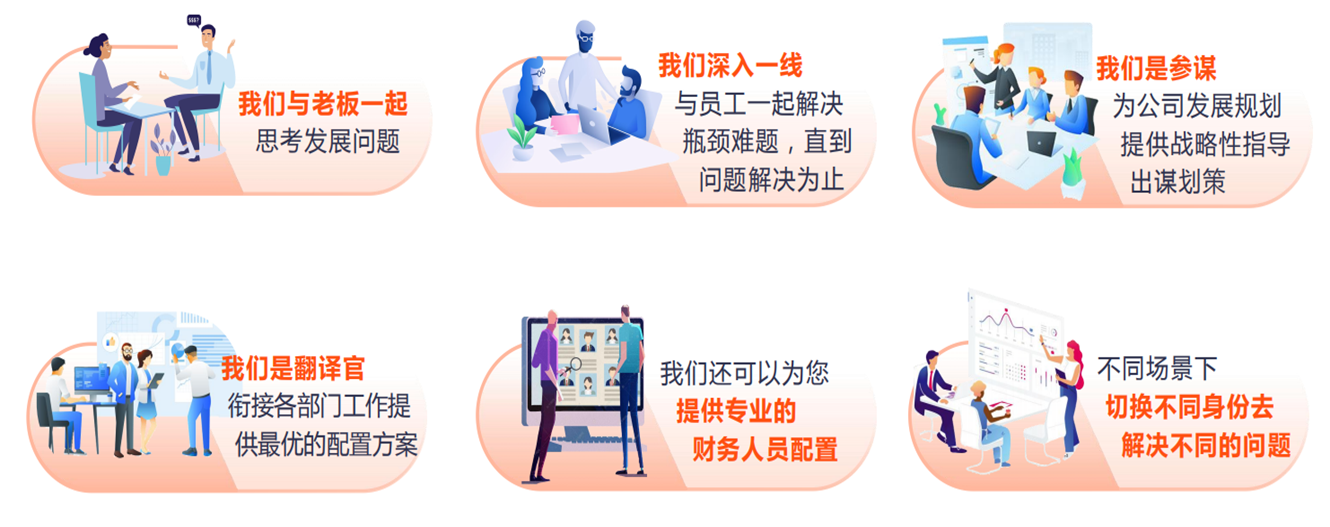 我们与老板一起
思考发展问题
我们深入一线
与员工一起解决
瓶颈难题，直到
问题解决为止
我们是参谋
为公司发展规划
提供战略性指导
出谋划策
我们是翻译官
衔接各部门工作提
供最优的配置方案
我们还可以为您
提供专业的
财务人员配置
不同场景下
切换不同身份去
解决不同的问题